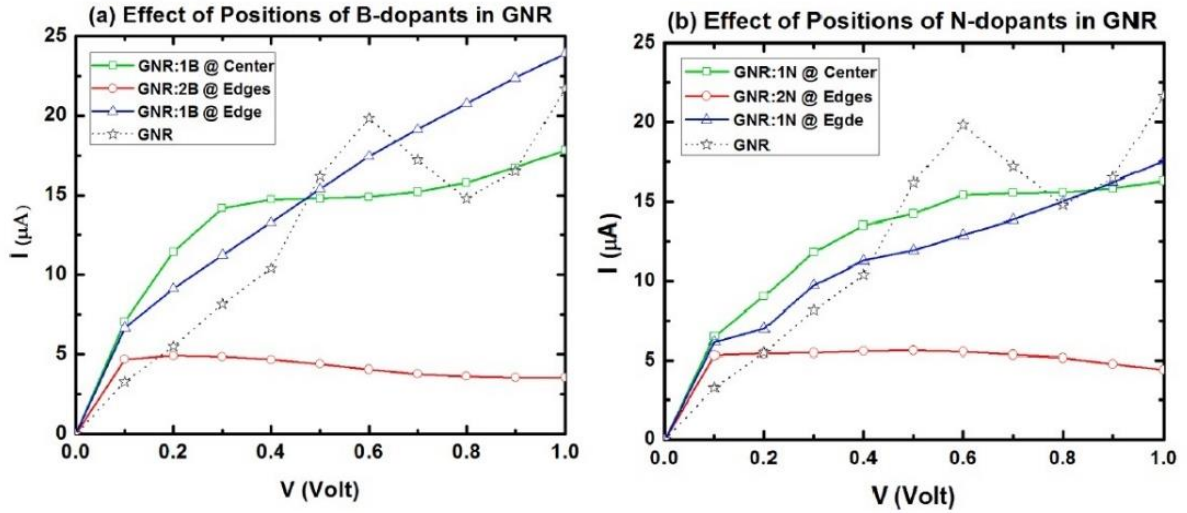 (a) Effect of Positions of B-dopants in GNR
25
20
15
10
5
0
I (μA)
GNR:1B @ Center
GNR:2B @ Edges
GNR:1B @ Edge
GNR
0.0 0.2 0.4 0.6 0.8 1.0
V (Volt)
(b) Effect of Positions of N-dopants in GNR
25
20
15
10
5
0
I (μA)
GNR:1N @ Center
GNR:2N @ Edges
GNR:1N @ Egde
GNR
0.0 0.2 0.4 0.6 0.8 1.0
V (Volt)